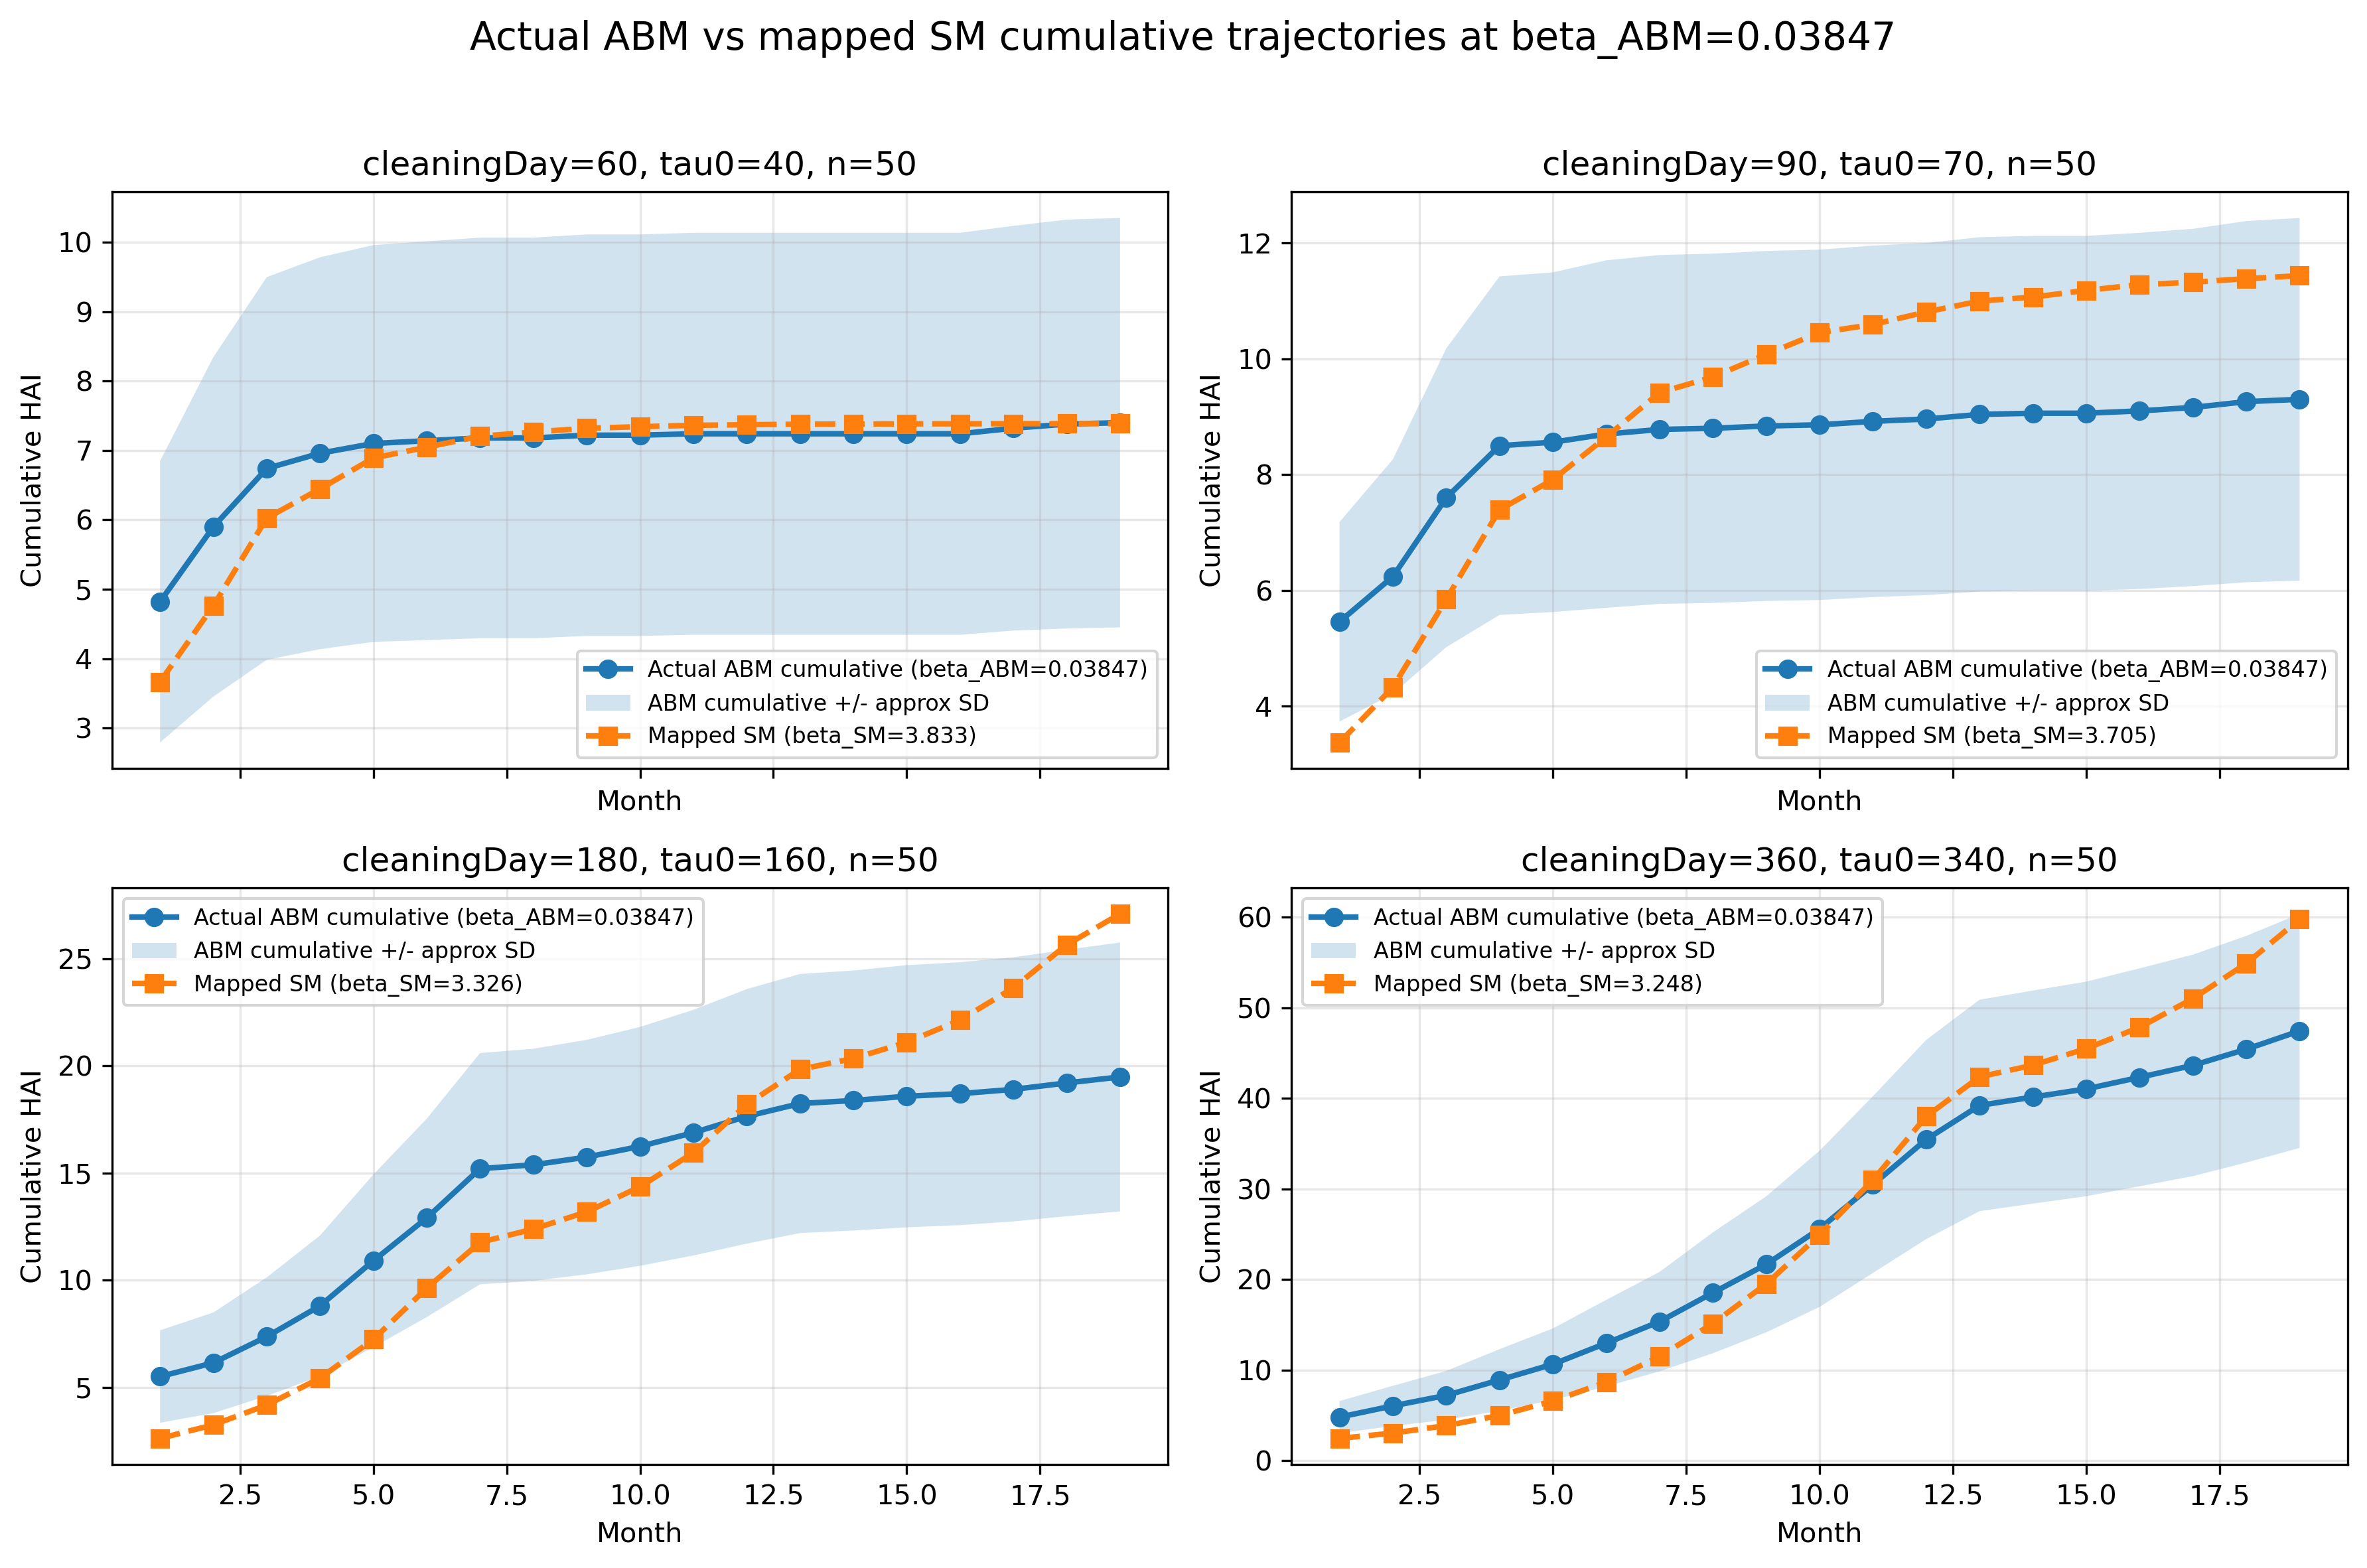 Actual ABM vs mapped SM cumulative trajectories at beta_ABM=0.03847
cleaningDay=60, tau0=40, n=50
10
9
8
7
6
5
4
3
Cumulative HAI
Actual ABM cumulative (beta_ABM=0.03847)
ABM cumulative +/- approx SD
Mapped SM (beta_SM=3.833)
Month
cleaningDay=90, tau0=70, n=50
12
10
8
6
4
Cumulative HAI
Actual ABM cumulative (beta_ABM=0.03847)
ABM cumulative +/- approx SD
Mapped SM (beta_SM=3.705)
Month
cleaningDay=180, tau0=160, n=50
25
20
15
10
5
Cumulative HAI
Actual ABM cumulative (beta_ABM=0.03847)
ABM cumulative +/- approx SD
Mapped SM (beta_SM=3.326)
2.5 5.0 7.5 10.0 12.5 15.0 17.5
Month
cleaningDay=360, tau0=340, n=50
60
50
40
30
20
10
0
Cumulative HAI
Actual ABM cumulative (beta_ABM=0.03847)
ABM cumulative +/- approx SD
Mapped SM (beta_SM=3.248)
2.5 5.0 7.5 10.0 12.5 15.0 17.5
Month